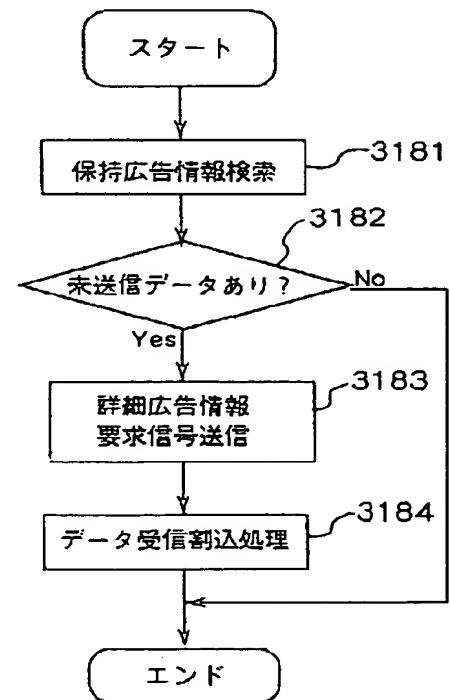 スタート
3181
保持広告情報検索
3182
未送信データあり？
No
Yes
3183
詳細広告情報
要求信号送信
3184
データ受信割込処理
エンド